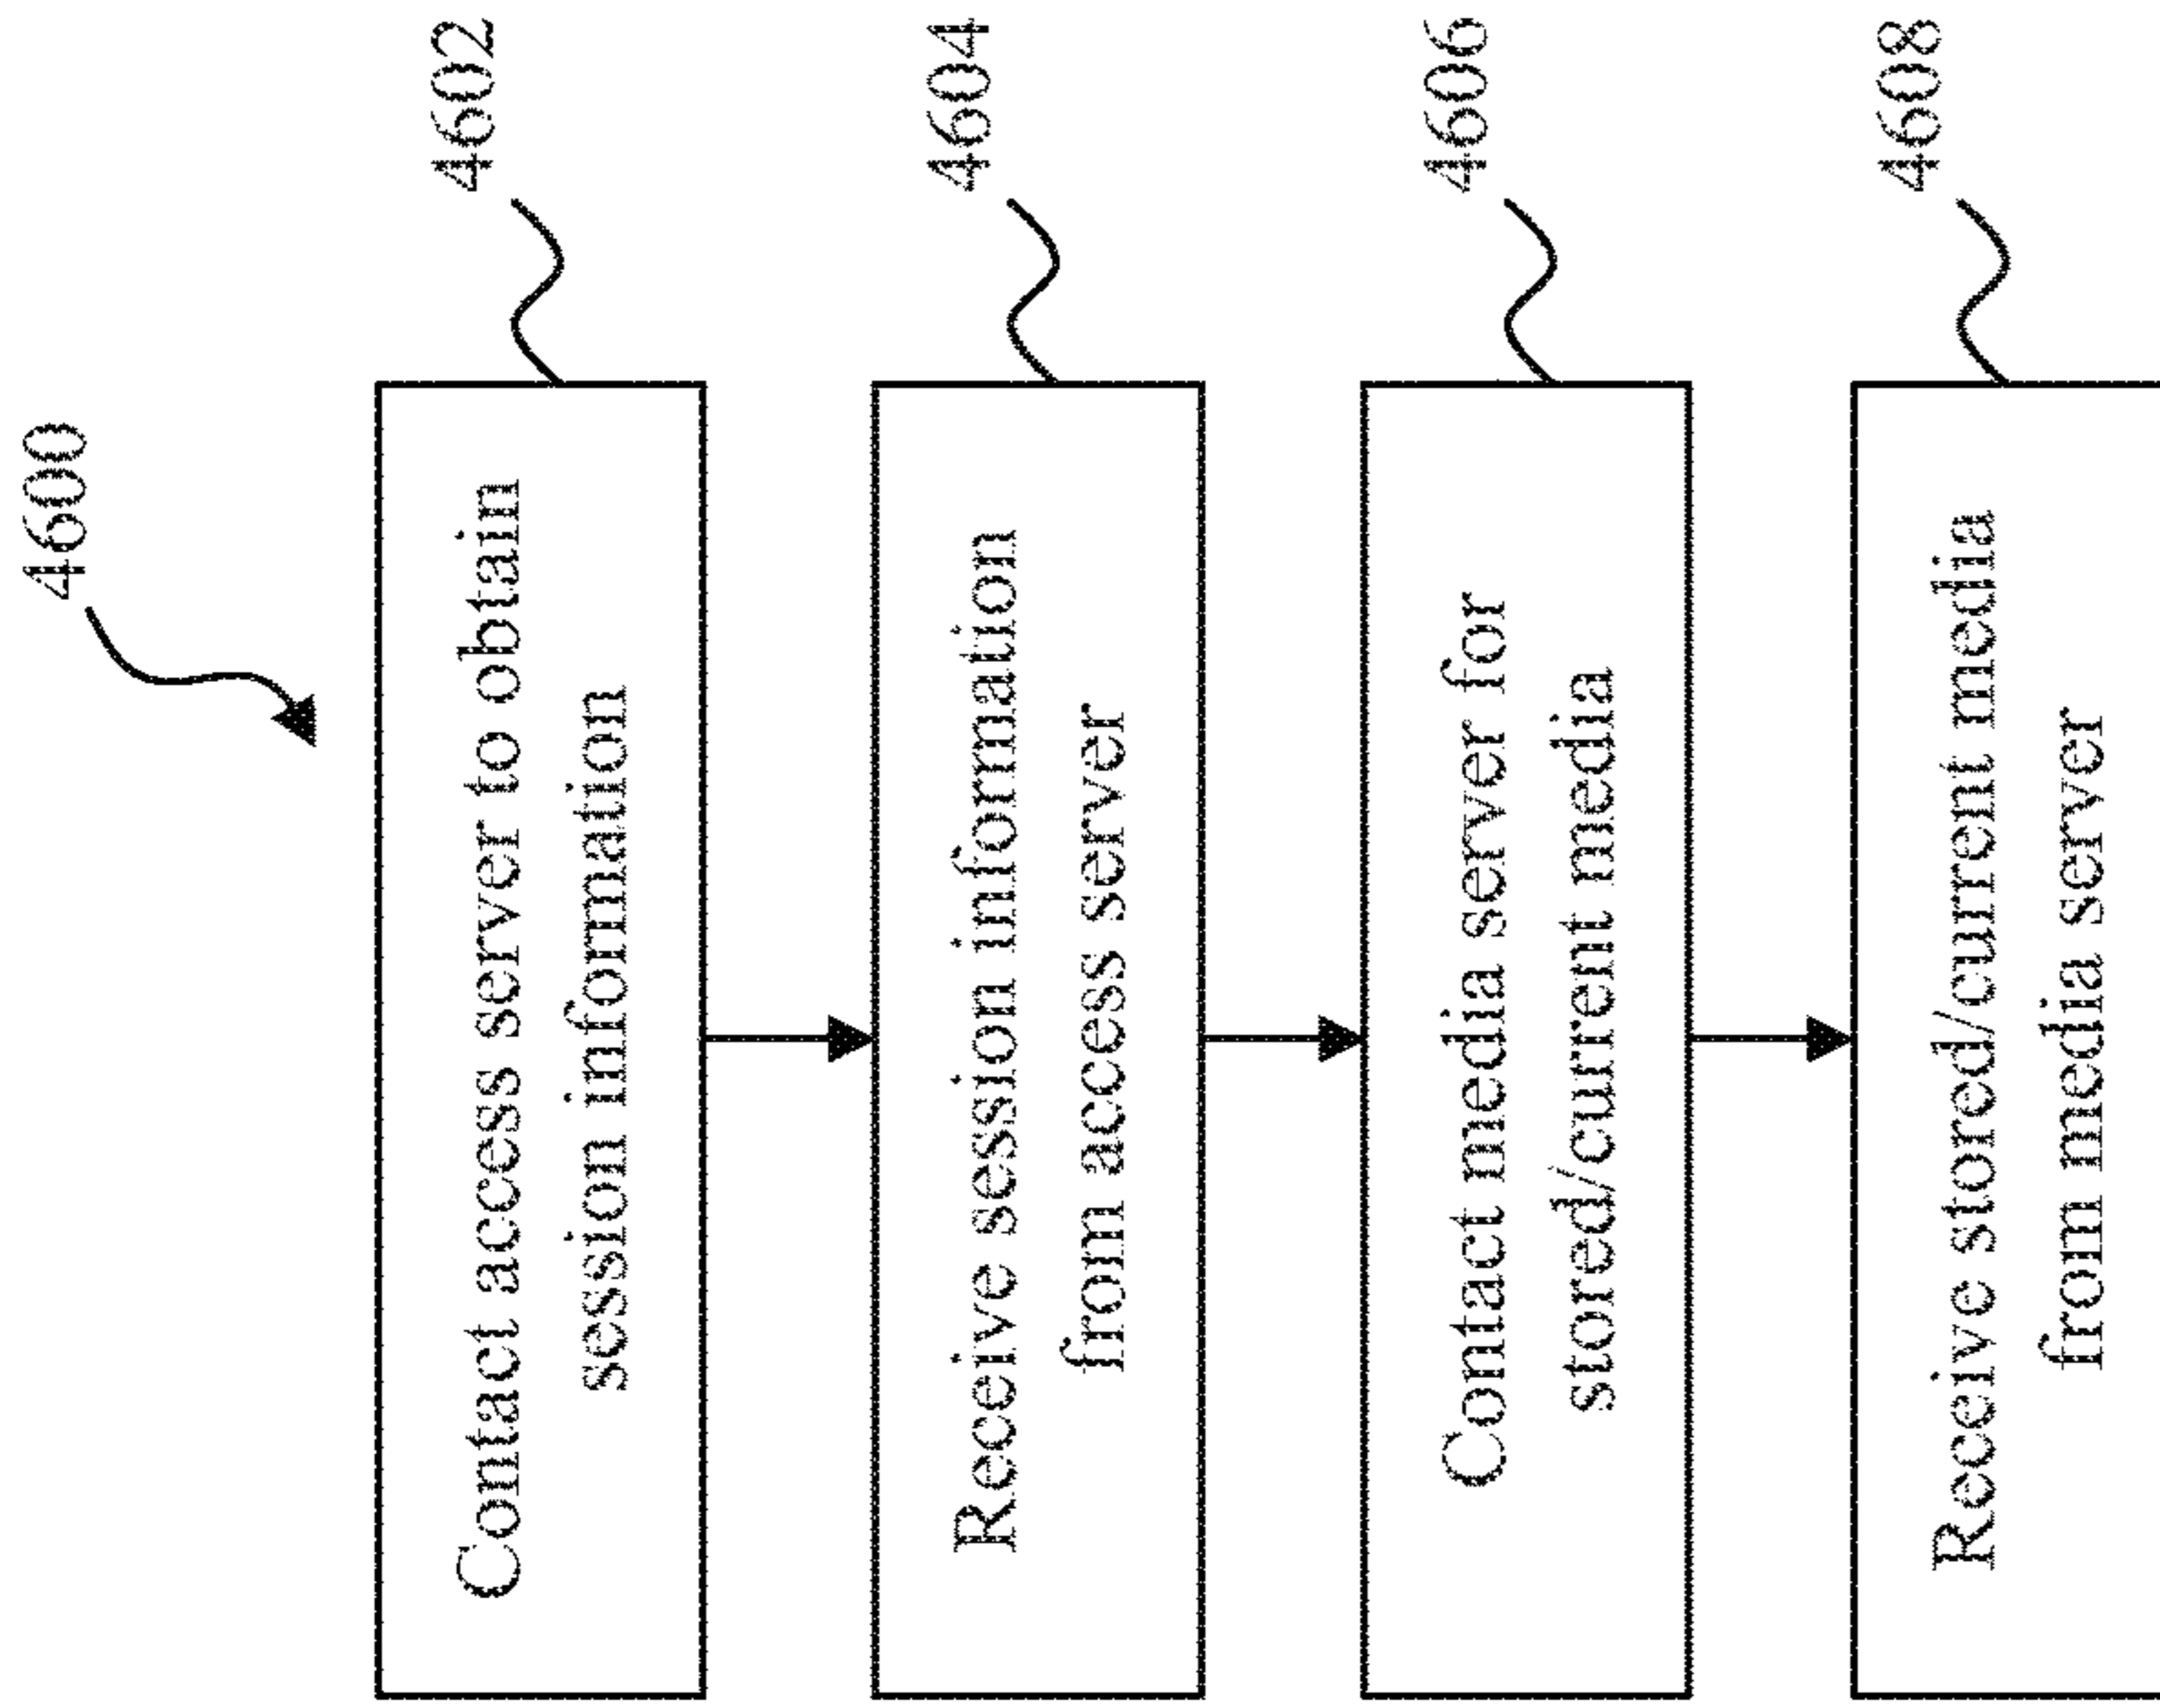 4600
Contact access server to obtain
session information
4602
Receive session information
from access server
4604
Contact media server for
stored/current media
4606
Receive stored/current media
from media server
4608